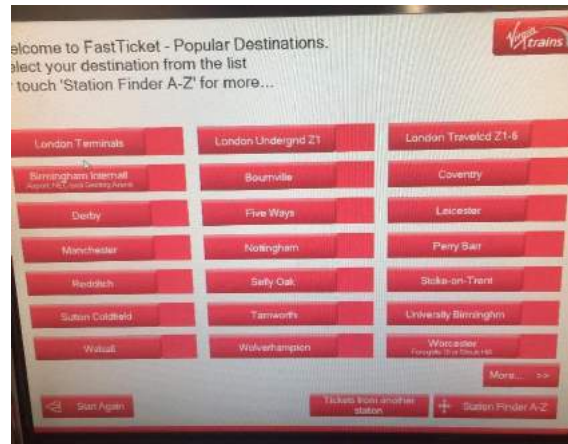 elcome to FastTicket - Popular Destinations.
elect your destination from the list
touch 'Station Finder A-Z' for more...
Virgin trains
London Terminals
London Undergnd Z1
London Travelcd Z1-6
Birmingham Internatl
Bournville
Coventry
Derby
Five Ways
Leicester
Manchester
Nottingham
Perry Barr
Redditch
Selly Oak
Stoke-on-Trent
Sutton Coldfield
Tamworth
University Birminghm
Walsall
Wolverhampton
Worcester
More... >>
Start Again
Tickets from another
station
Station Finder A-Z